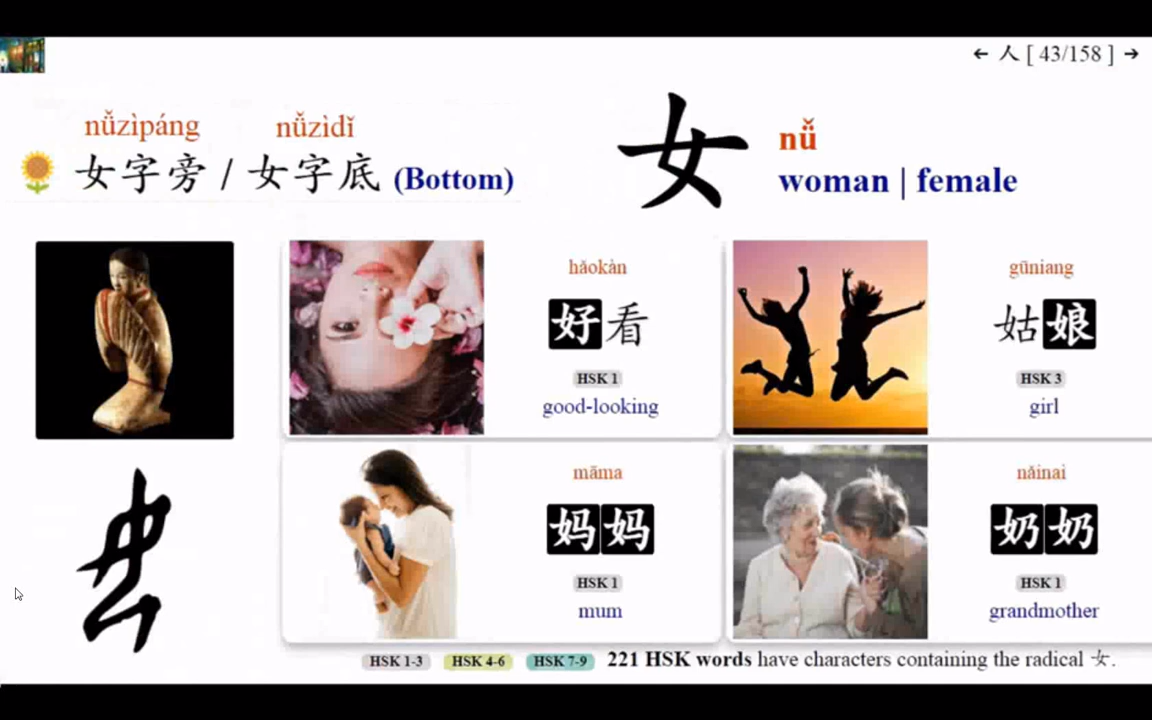 ← 人 [ 43/158 ] →
nǚzìpáng nǚzìdǐ
女字旁 / 女字底 (Bottom)
女
nǚ
woman | female
hǎokàn
好看
HSK 1
good-looking
gūniang
姑娘
HSK 3
girl
māma
妈妈
HSK 1
mum
nǎinai
奶奶
HSK 1
grandmother
HSK 1-3 HSK 4-6 HSK 7-9 221 HSK words have characters containing the radical 女.